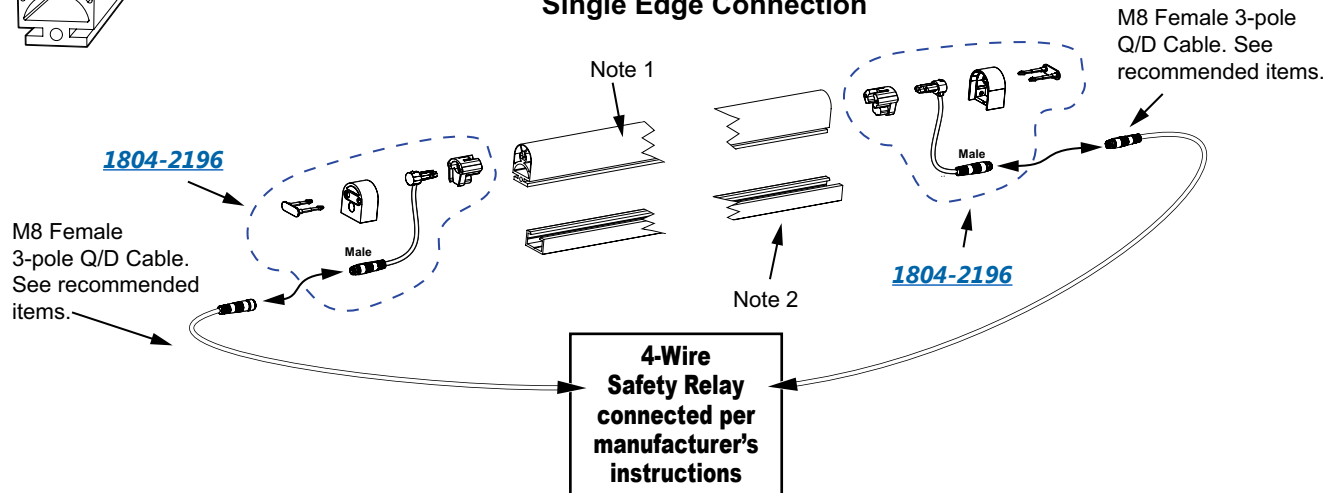 Single Edge Connection
M8 Female 3-pole
Q/D Cable. See
recommended items.
Note 1
1804-2196
Male
Male
M8 Female
3-pole Q/D Cable.
See recommended
items.
1804-2196
Note 2
4-Wire
Safety Relay
connected per
manufacturer's
instructions